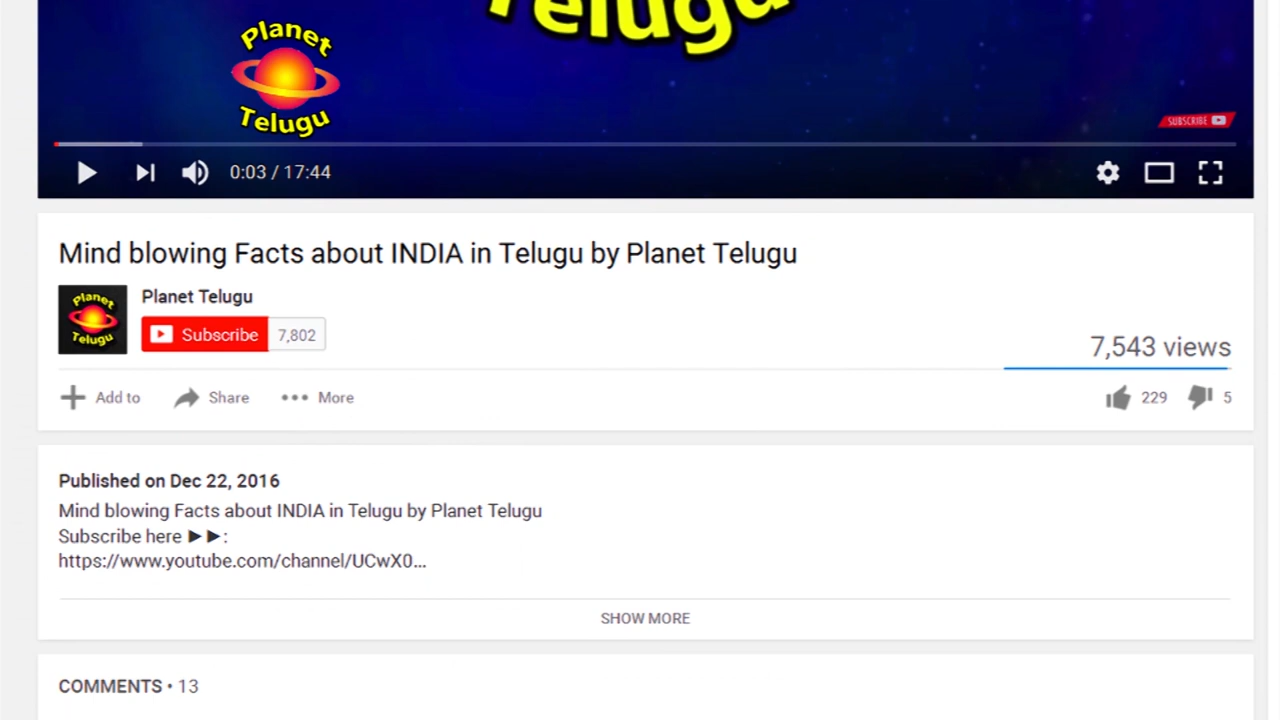 Telugu
Planet
Telugu
SUBSCRIBE
0:03 / 17:44
Mind blowing Facts about INDIA in Telugu by Planet Telugu
Planet
Telugu
Planet Telugu
Subscribe 7,802
7,543 views
Add to Share More 229 5
Published on Dec 22, 2016
Mind blowing Facts about INDIA in Telugu by Planet Telugu
Subscribe here ►►:
https://www.youtube.com/channel/UCwX0...
SHOW MORE
COMMENTS • 13